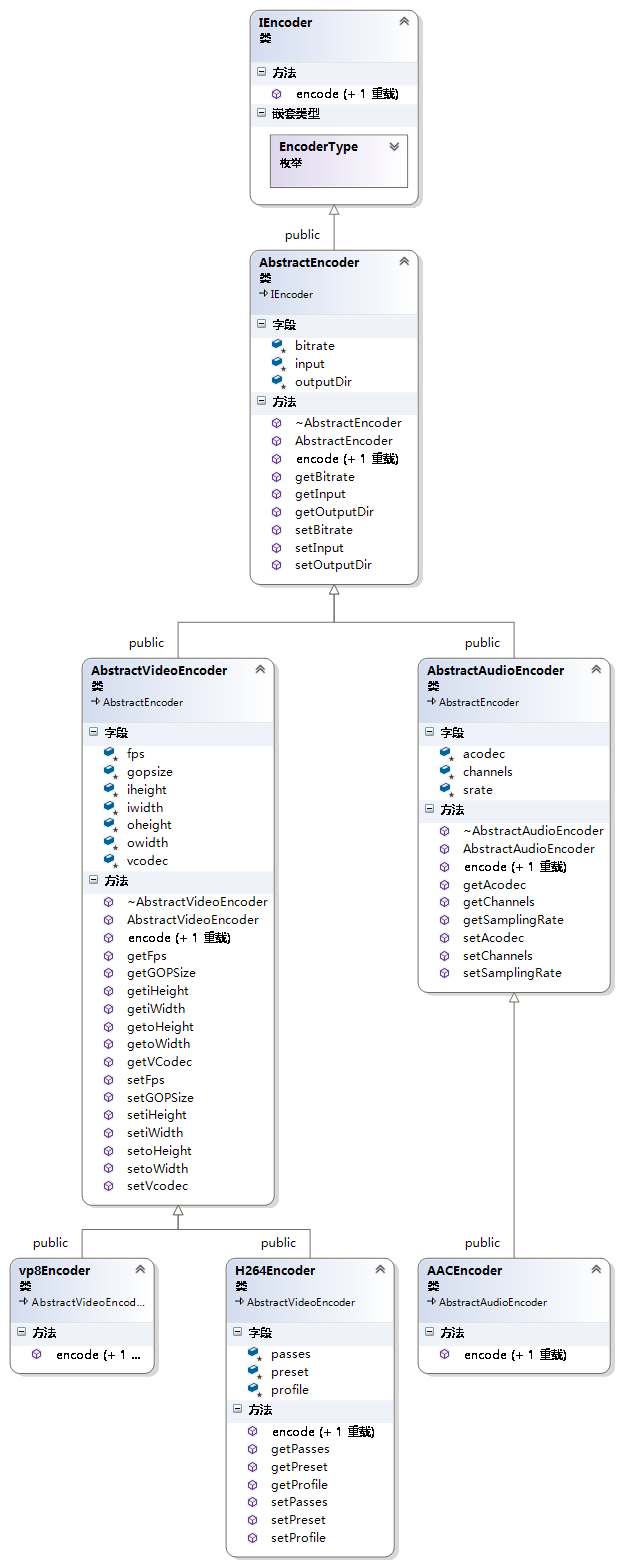 IEncoder
类
方法
encode (+ 1 重载)
嵌套类型
EncoderType
枚举
public
AbstractEncoder
类
IEncoder
字段
bitrate
input
outputDir
方法
~AbstractEncoder
AbstractEncoder
encode (+ 1 重载)
getBitrate
getInput
getOutputDir
setBitrate
setInput
setOutputDir
public
AbstractVideoEncoder
类
AbstractEncoder
字段
fps
gopsize
iheight
iwidth
oheight
owidth
vcodec
方法
~AbstractVideoEncoder
AbstractVideoEncoder
encode (+ 1 重载)
getFps
getGOPSize
getiHeight
getiWidth
getoHeight
getoWidth
getVCodec
setFps
setGOPSize
setiHeight
setiWidth
setoHeight
setoWidth
setVcodec
public
AbstractAudioEncoder
类
AbstractEncoder
字段
acodec
channels
srate
方法
~AbstractAudioEncoder
AbstractAudioEncoder
encode (+ 1 重载)
getAcodec
getChannels
getSamplingRate
setAcodec
setChannels
setSamplingRate
public
vp8Encoder
类
AbstractVideoEncod...
方法
encode (+ 1 ...
public
H264Encoder
类
AbstractVideoEncoder
字段
passes
preset
profile
方法
encode (+ 1 重载)
getPasses
getPreset
getProfile
setPasses
setPreset
setProfile
public
AACEncoder
类
AbstractAudioEncoder
方法
encode (+ 1 重载)